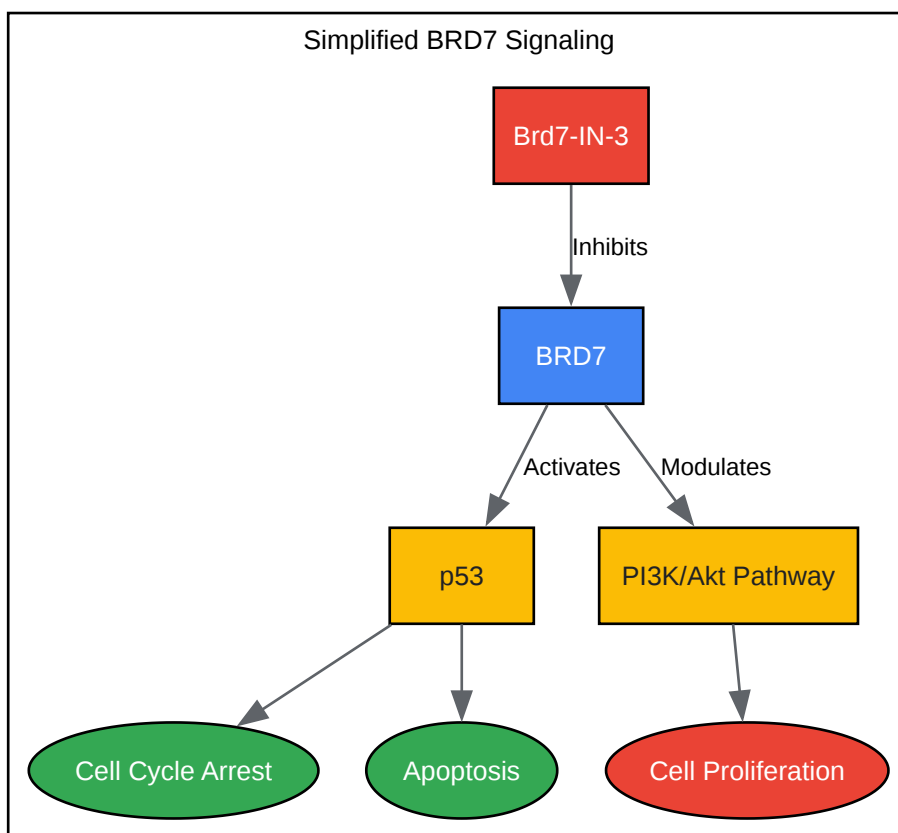 Simplified BRD7 Signaling
Brd7-IN-3
Inhibits
BRD7
Activates
Modulates
p53
PI3K/Akt Pathway
Cell Cycle Arrest
Apoptosis
Cell Proliferation